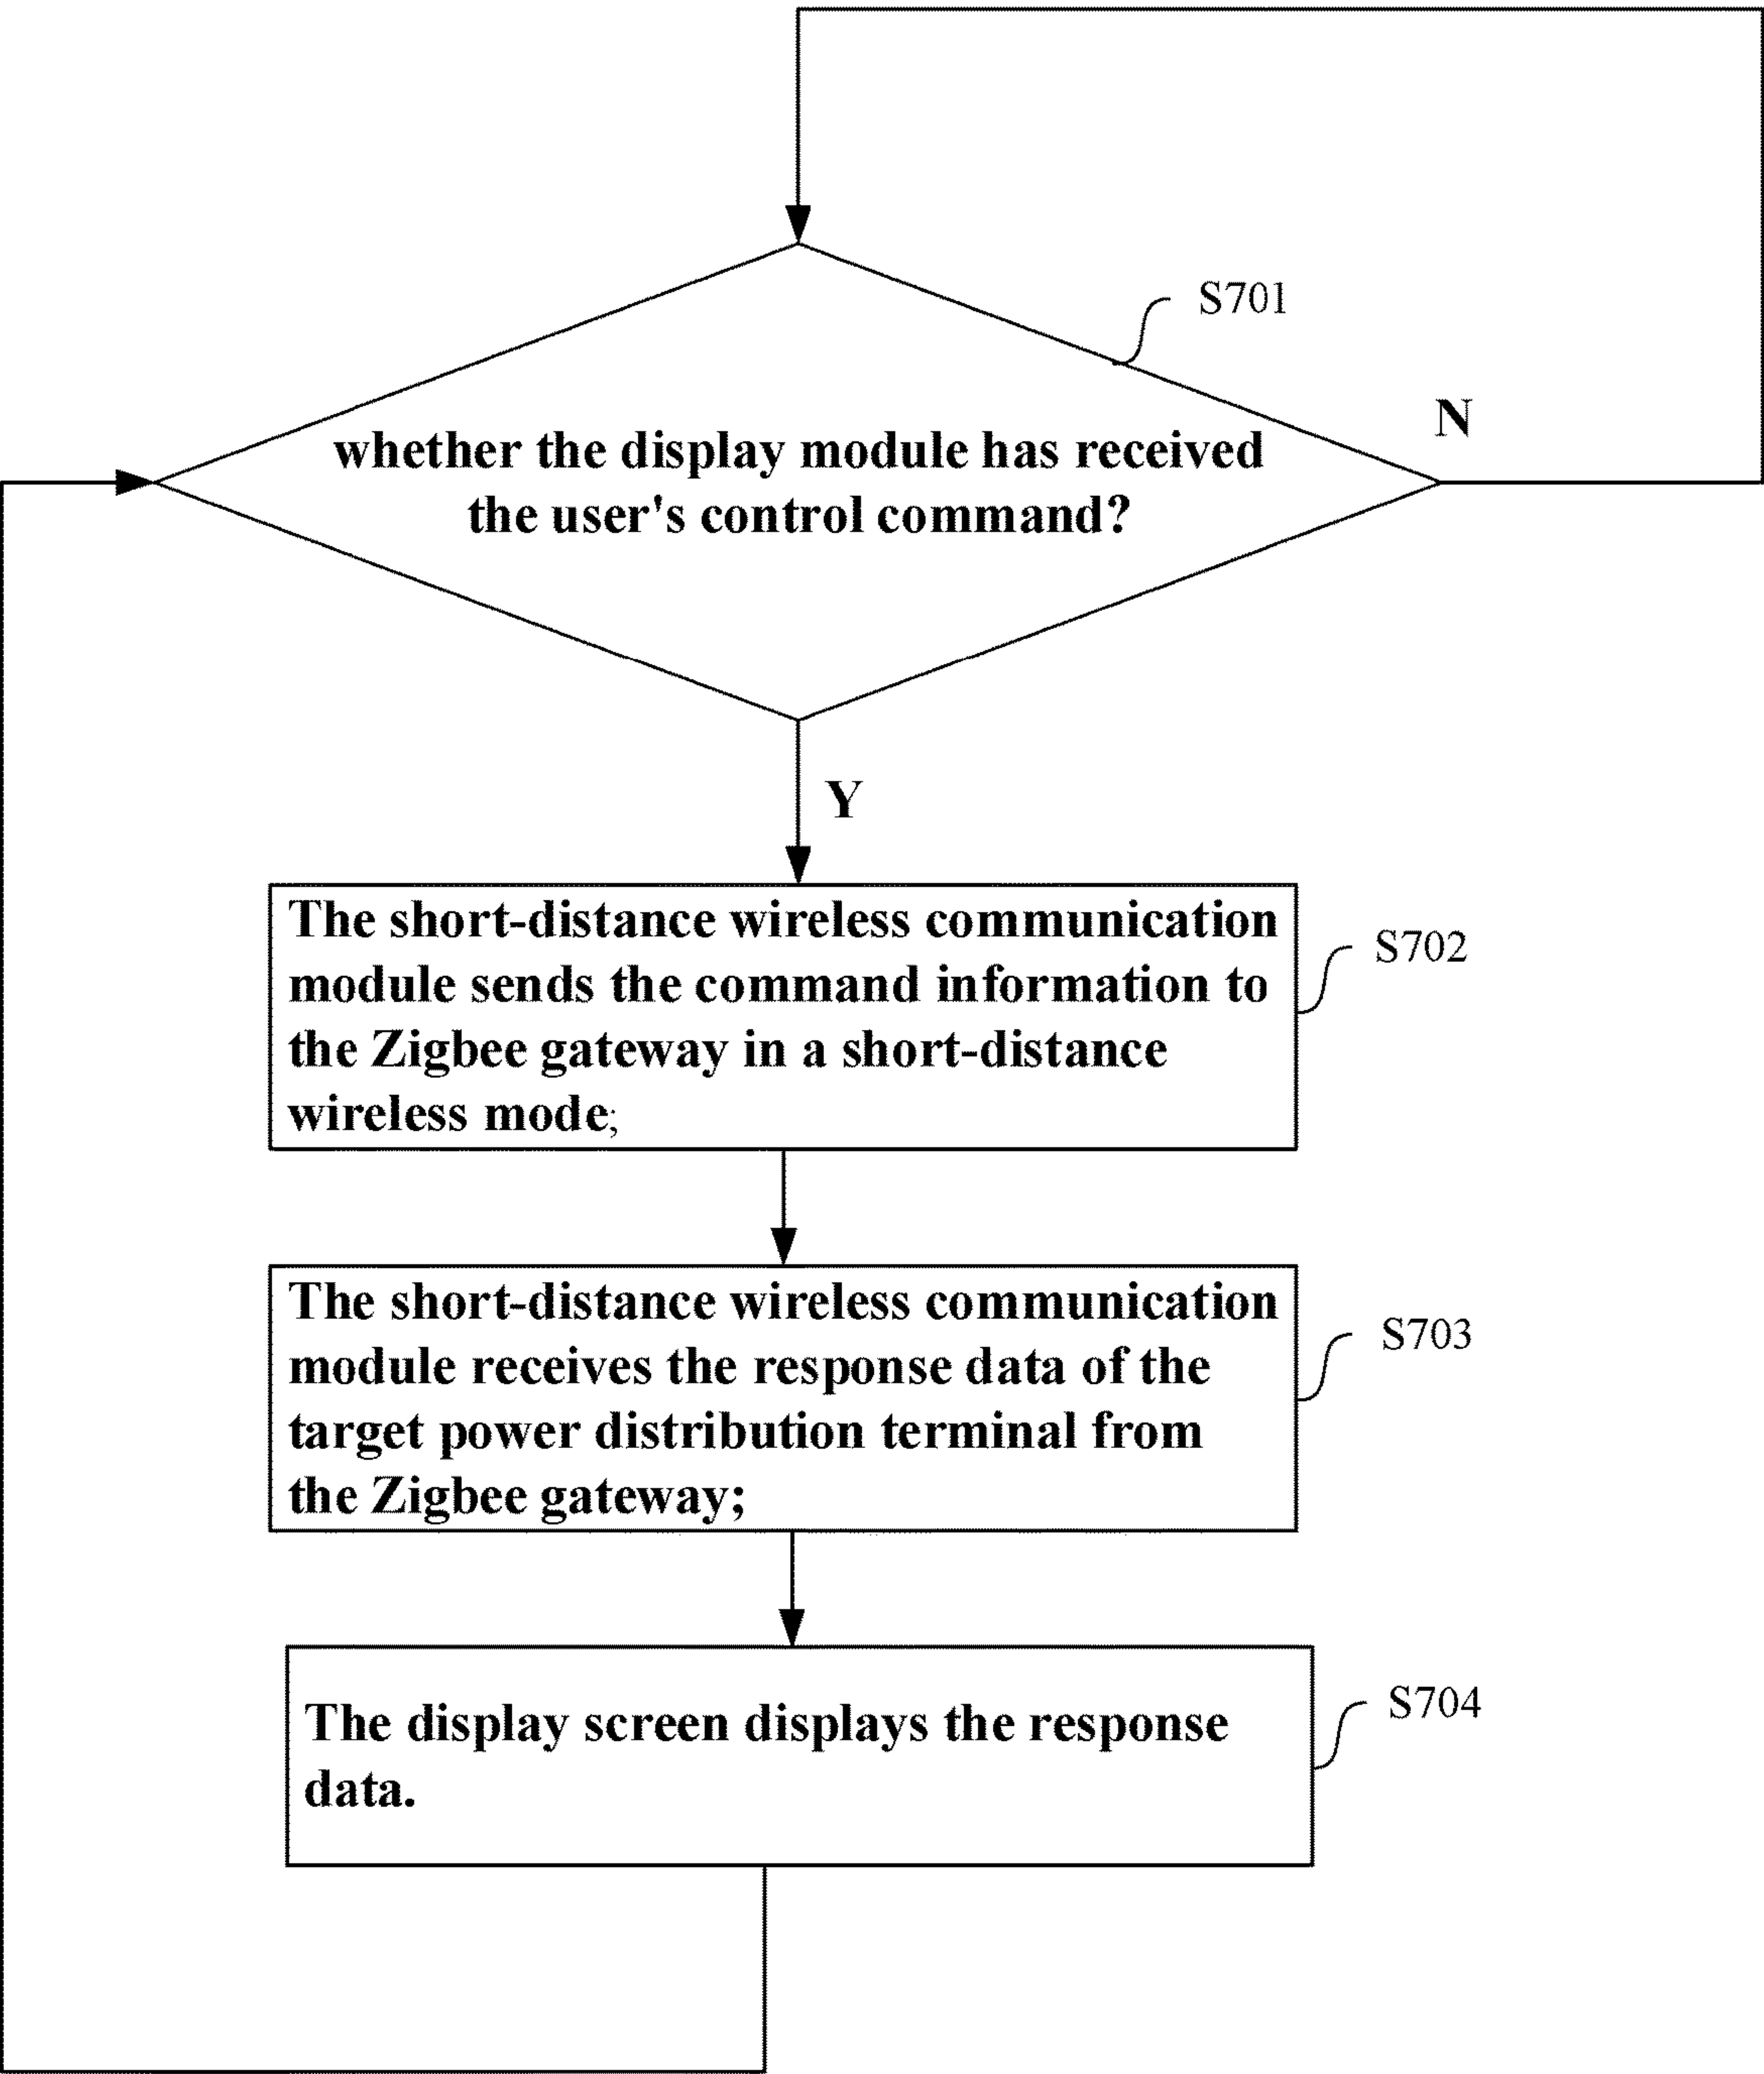 S701
N
whether the display module has received
the user's control command?
Y
The short-distance wireless communication
module sends the command information to
the Zigbee gateway in a short-distance
wireless mode;
S702
The short-distance wireless communication
module receives the response data of the
target power distribution terminal from
the Zigbee gateway;
S703
The display screen displays the response
data.
S704